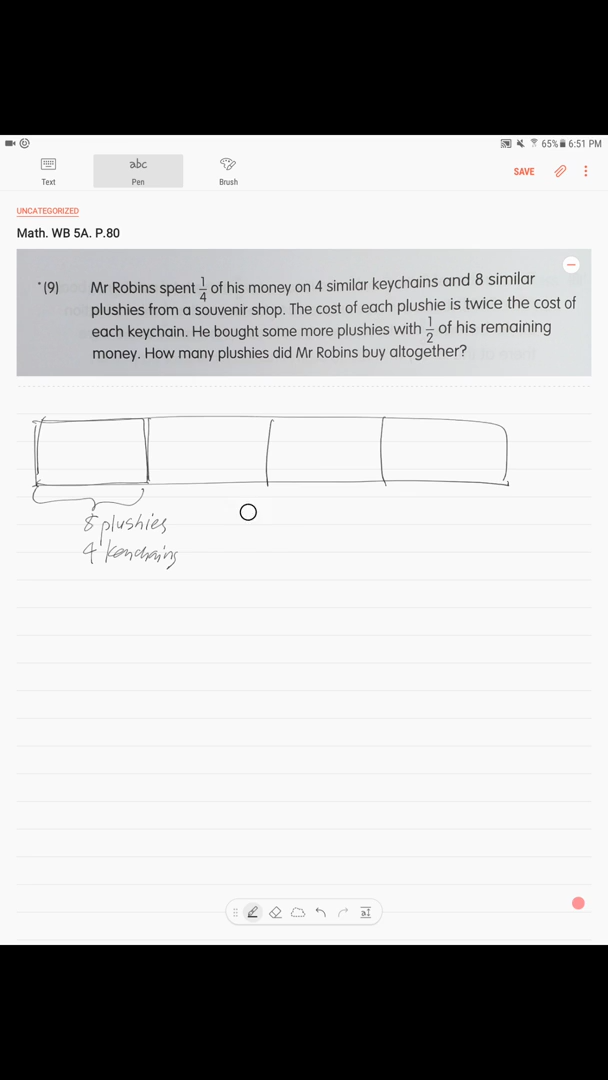 65% 6:51 PM
Text
abc
Pen
Brush
SAVE
UNCATEGORIZED
Math. WB 5A. P.80
*(9) Mr Robins spent 1/4 of his money on 4 similar keychains and 8 similar
plushies from a souvenir shop. The cost of each plushie is twice the cost of
each keychain. He bought some more plushies with 1/2 of his remaining
money. How many plushies did Mr Robins buy altogether?
8 plushies
4 keychains
aI